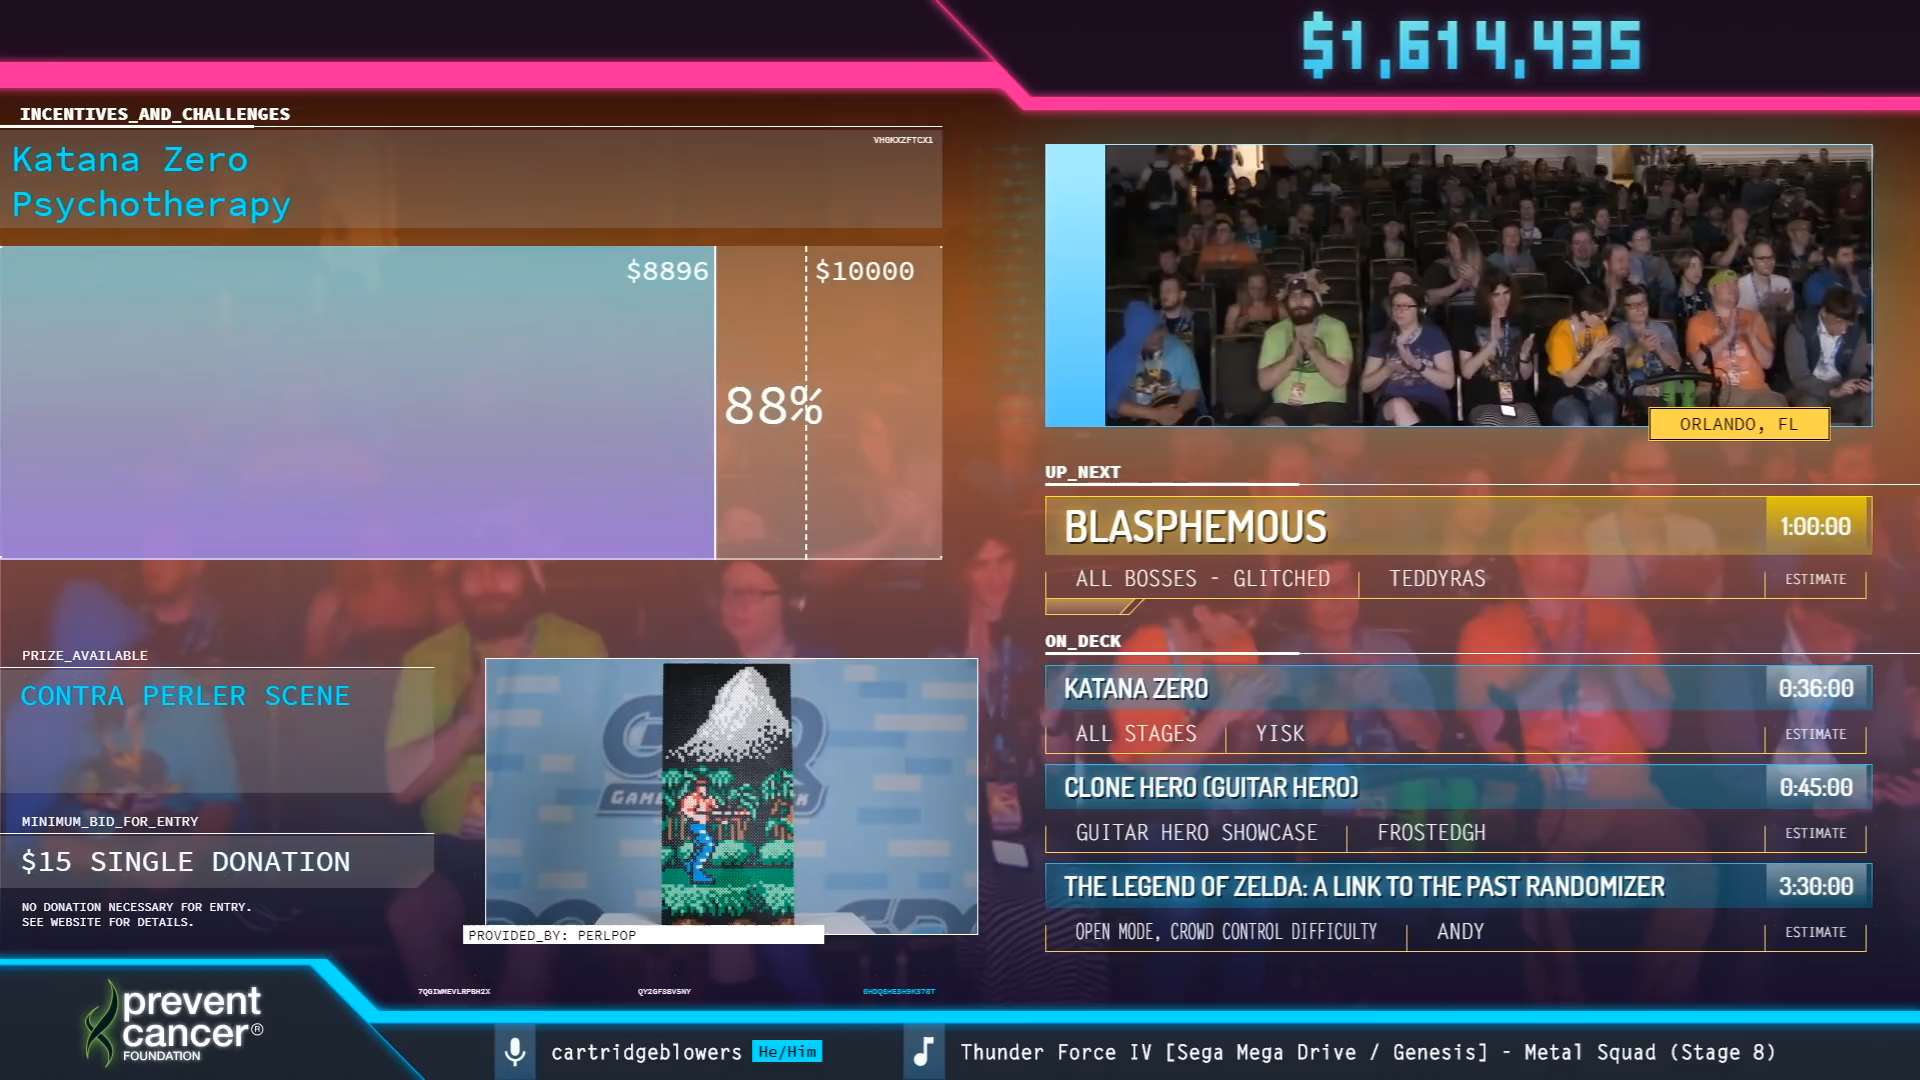 $1,614,435
INCENTIVES_AND_CHALLENGES
VH0KXZFTCX1
Katana Zero
Psychotherapy
$8896
$10000
88%
ORLANDO, FL
UP_NEXT
BLASPHEMOUS
1:00:00
ALL BOSSES - GLITCHED
TEDDYRAS
ESTIMATE
ON_DECK
KATANA ZERO
0:36:00
ALL STAGES
YISK
ESTIMATE
CLONE HERO (GUITAR HERO)
0:45:00
GUITAR HERO SHOWCASE
FROSTEDGH
ESTIMATE
THE LEGEND OF ZELDA: A LINK TO THE PAST RANDOMIZER
3:30:00
OPEN MODE, CROWD CONTROL DIFFICULTY
ANDY
ESTIMATE
PRIZE_AVAILABLE
CONTRA PERLER SCENE
MINIMUM_BID_FOR_ENTRY
$15 SINGLE DONATION
NO DONATION NECESSARY FOR ENTRY.
SEE WEBSITE FOR DETAILS.
PROVIDED_BY: PERLPOP
prevent
cancer®
FOUNDATION
cartridgeblowers
He/Him
Thunder Force IV [Sega Mega Drive / Genesis] - Metal Squad (Stage 8)